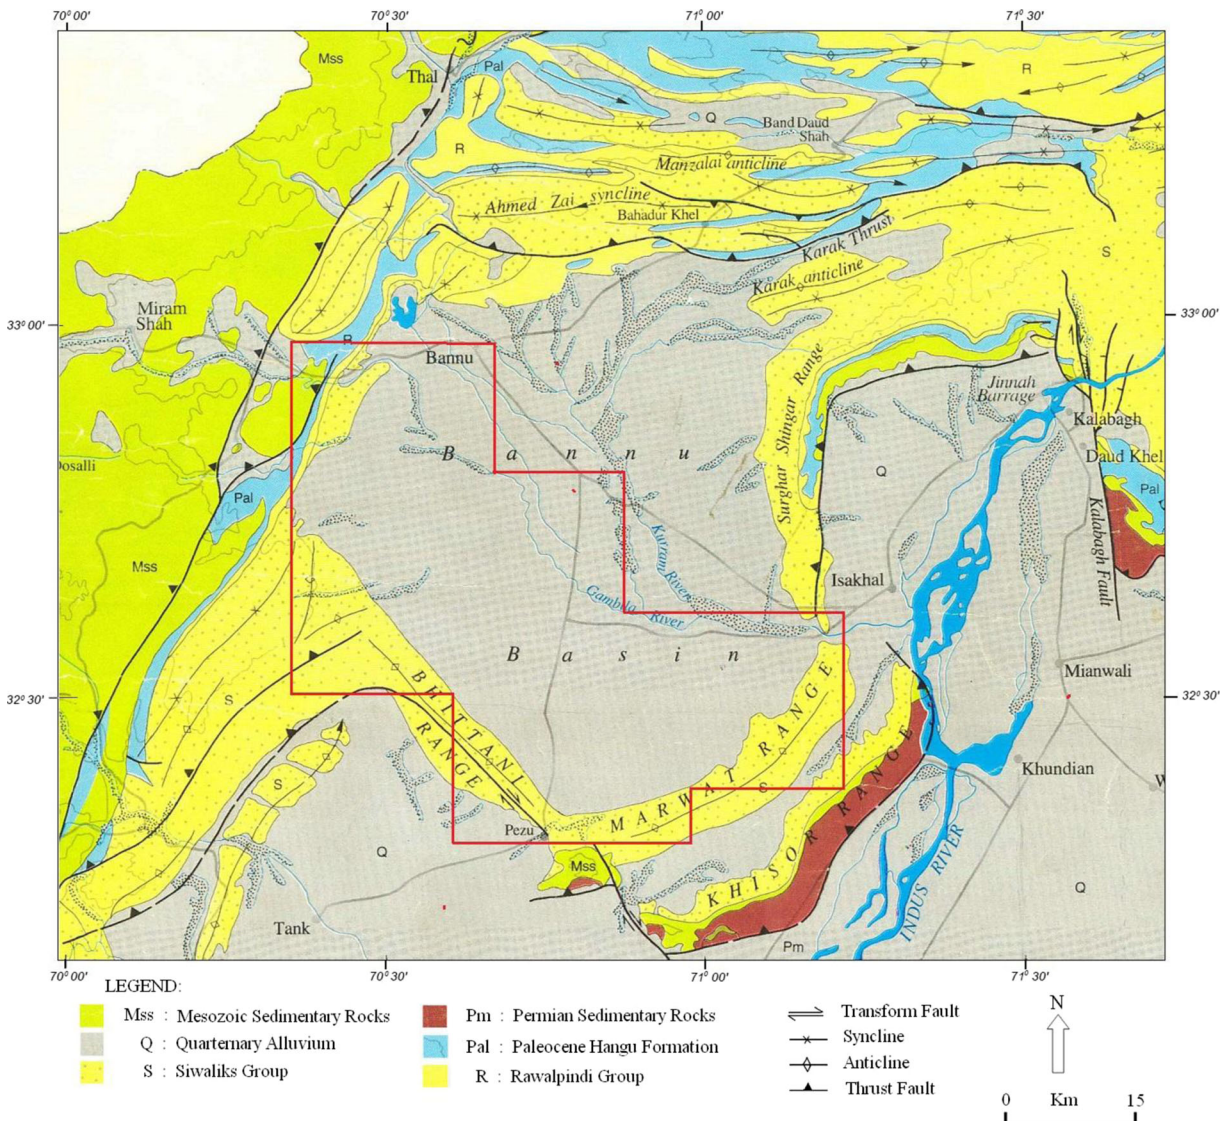 70° 00'
70° 30'
71° 00'
71° 30'
Mss
Thal
Pal
R
Q
Band Daud
Shah
R
Manzalai anticline
Ahmed Zai syncline
Bahadur Khel
Karak Thrust
S
Karak anticline
Miram
Shah
33° 00'
33° 00'
R
Bannu
Surghar Shingar Range
Jinnah
Barrage
Kalabagh
Bannu
Daud Khel
Q
Pal
Pal
Kalabagh Fault
Mss
Kurram River
Isakhal
Gambila River
Basin
Mianwali
32° 30'
32° 30'
S
BHITTANI
RANGE
MARWAT RANGE
S
S
KHISOR RANGE
Khundian
W
Pezu
INDUS RIVER
Q
Mss
Q
Tank
Pm
70° 00'
70° 30'
71° 00'
71° 30'
LEGEND:
Mss : Mesozoic Sedimentary Rocks
Q : Quarternary Alluvium
S : Siwaliks Group
Pm : Permian Sedimentary Rocks
Pal : Paleocene Hangu Formation
R : Rawalpindi Group
Transform Fault
Syncline
Anticline
Thrust Fault
N
0 Km 15